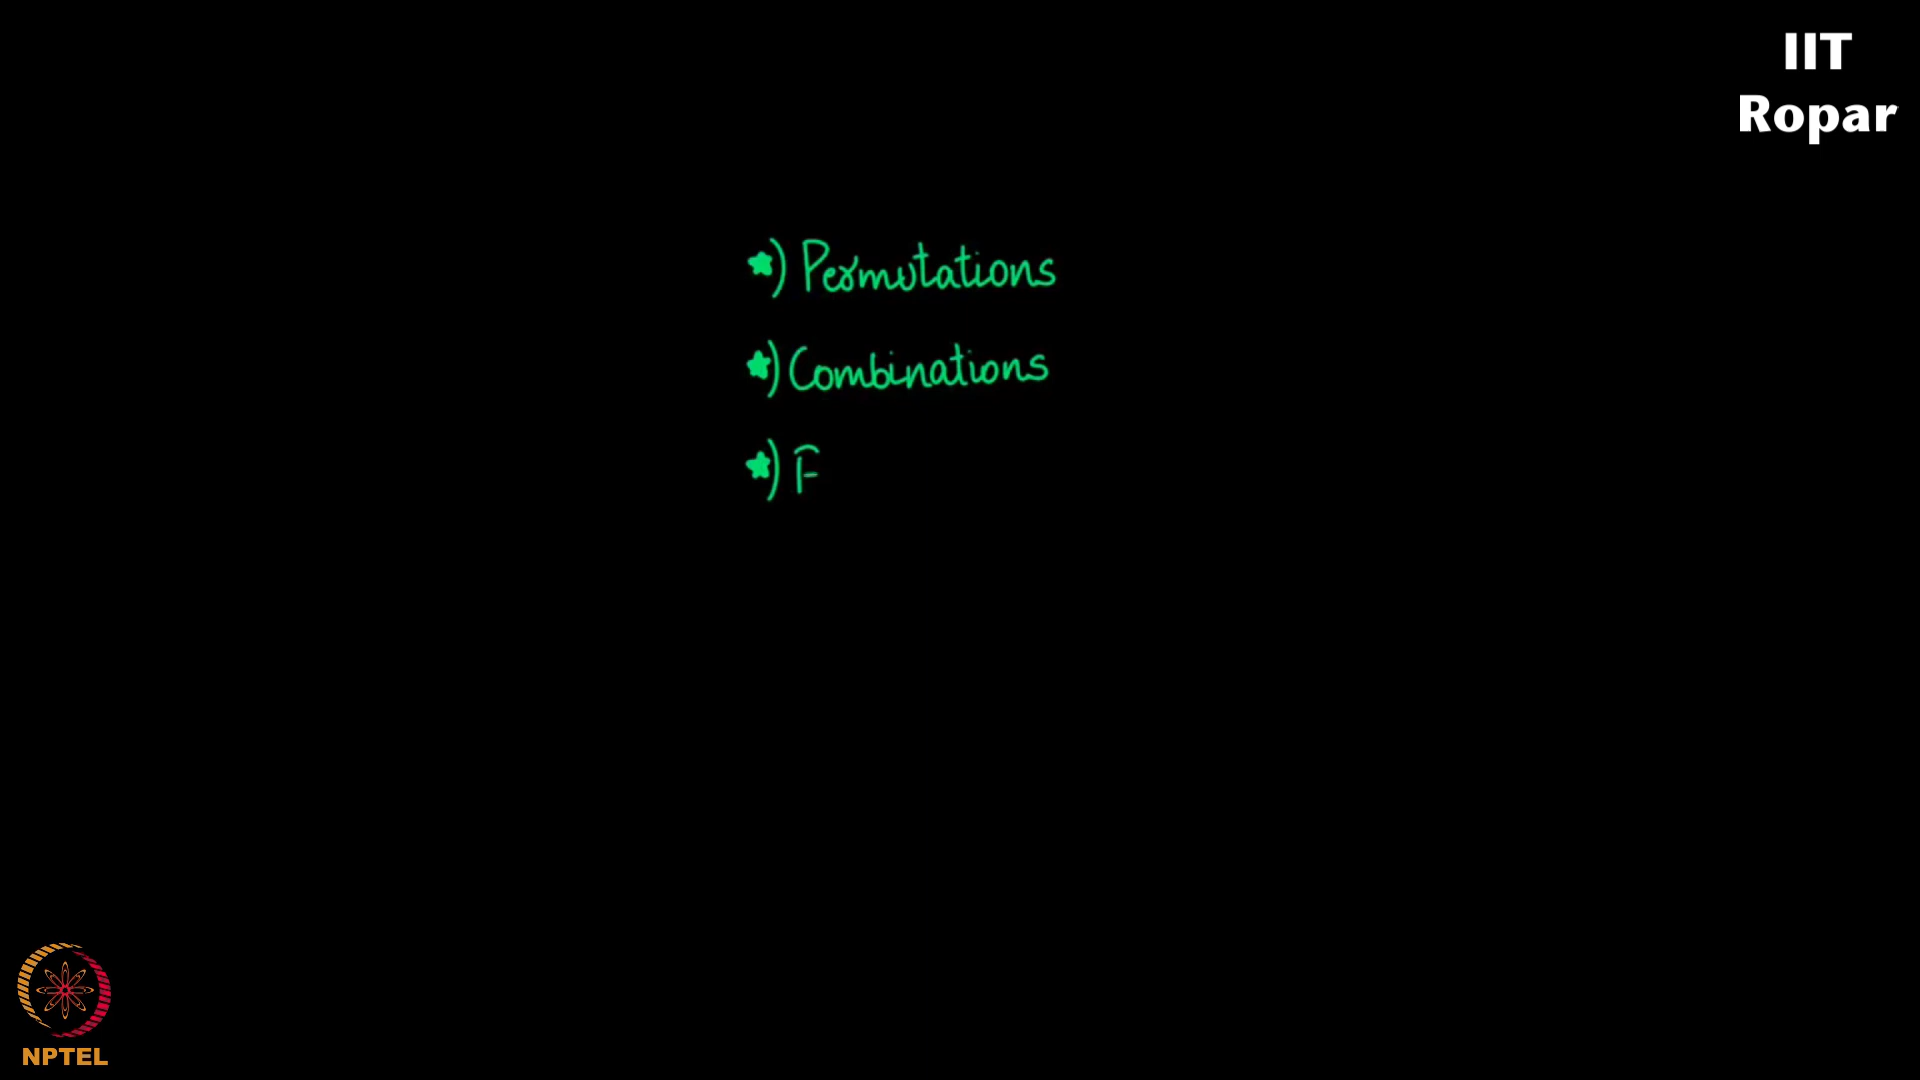 IIT
Ropar
★) Permutations
★) Combinations
★) F
NPTEL